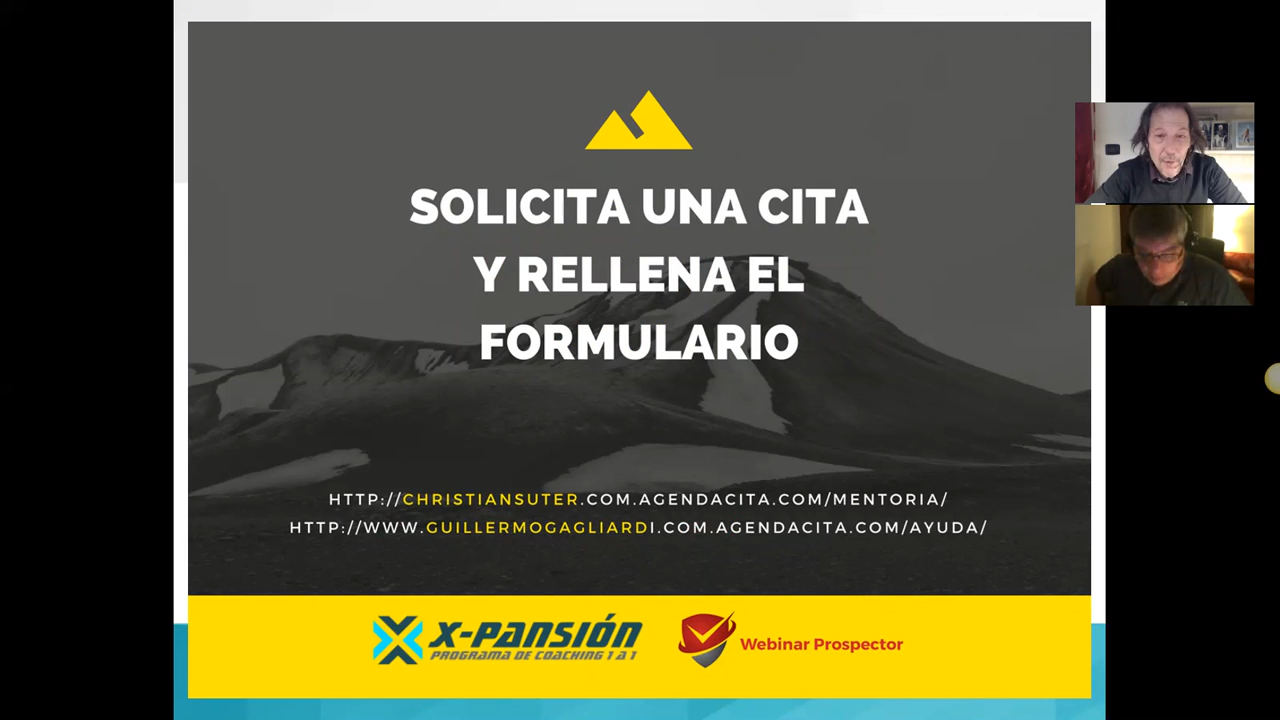 SOLICITA UNA CITA
Y RELLENA EL
FORMULARIO
HTTP://CHRISTIANSUTER.COM.AGENDACITA.COM/MENTORIA/
HTTP://WWW.GUILLERMOGAGLIARDI.COM.AGENDACITA.COM/AYUDA/
X-PANSIÓN
PROGRAMA DE COACHING 1 A 1
Webinar Prospector